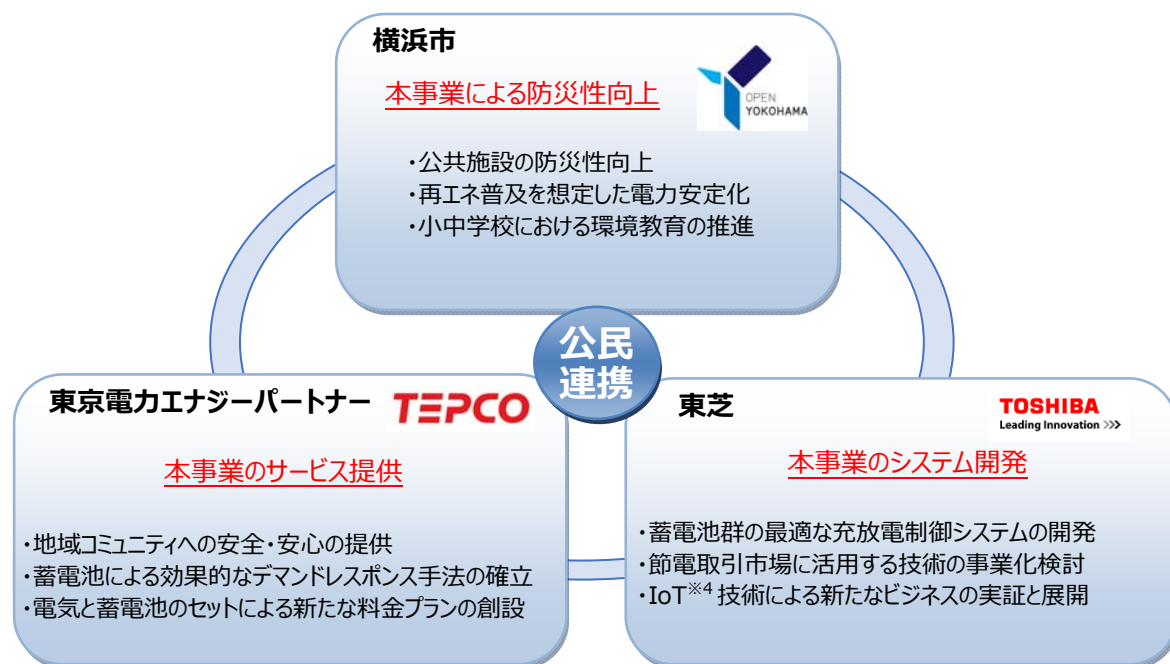 横浜市
本事業による防災性向上
OPEN
YOKOHAMA
・公共施設の防災性向上
・再エネ普及を想定した電力安定化
・小中学校における環境教育の推進
公民
連携
東京電力エナジーパートナー
TEPCO
本事業のサービス提供
・地域コミュニティへの安全・安心の提供
・蓄電池による効果的なデマンドレスポンス手法の確立
・電気と蓄電池のセットによる新たな料金プランの創設
東芝
TOSHIBA
Leading Innovation >>>
本事業のシステム開発
・蓄電池群の最適な充放電制御システムの開発
・節電取引市場に活用する技術の事業化検討
・IoT※4 技術による新たなビジネスの実証と展開